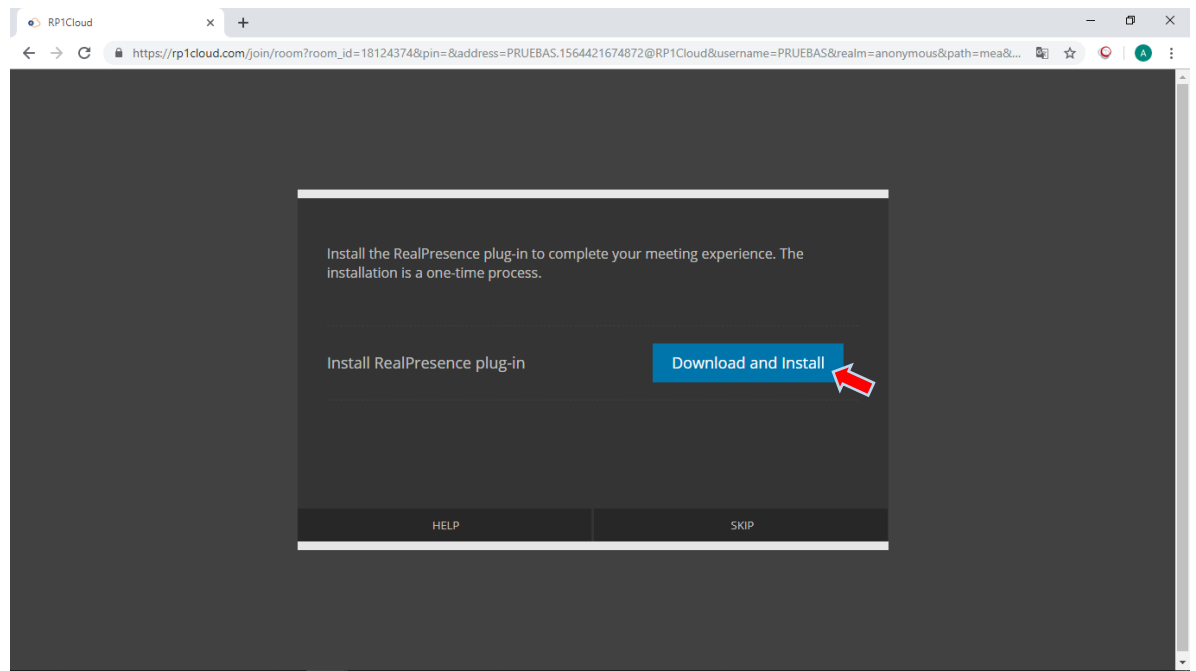 RP1Cloud
https://rp1cloud.com/join/room?room_id=18124374&pin=&address=PRUEBAS.1564421674872@RP1Cloud&username=PRUEBAS&realm=anonymous&path=mea&...
A
Install the RealPresence plug-in to complete your meeting experience. The
installation is a one-time process.
Install RealPresence plug-in
Download and Install
HELP
SKIP